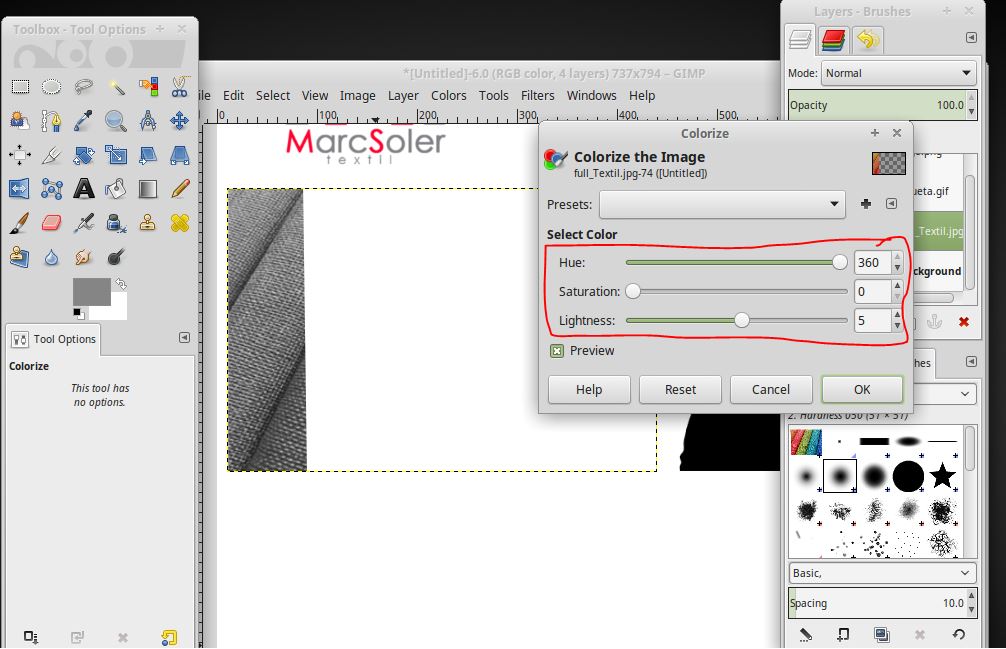 Layers - Brushes
Toolbox - Tool Options
*[Untitled]-6.0 (RGB color, 4 layers) 737x794 – GIMP
Mode: Normal
Opacity 100.0
ile Edit Select View Image Layer Colors Tools Filters Windows Help
0 100 200 300 400 500
MarcSoler
textil
Colorize
Colorize the Image
full_Textil.jpg-74 ([Untitled])
Presets:
ueta.gif
_Textil.jpg
ckground
Select Color
Hue: 360
Saturation: 0
Lightness: 5
Preview
Help Reset Cancel OK
Tool Options
Colorize
This tool has
no options.
hes
2. Hardness 050 (51 × 51)
Basic,
Spacing 10.0